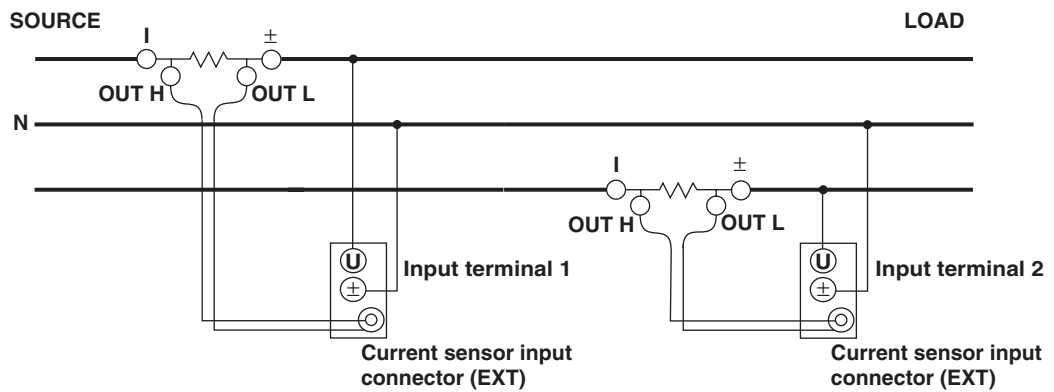 SOURCE
LOAD
I
±
OUT H
OUT L
N
I
±
OUT H
OUT L
U
Input terminal 1
±
U
Input terminal 2
±
Current sensor input
connector (EXT)
Current sensor input
connector (EXT)